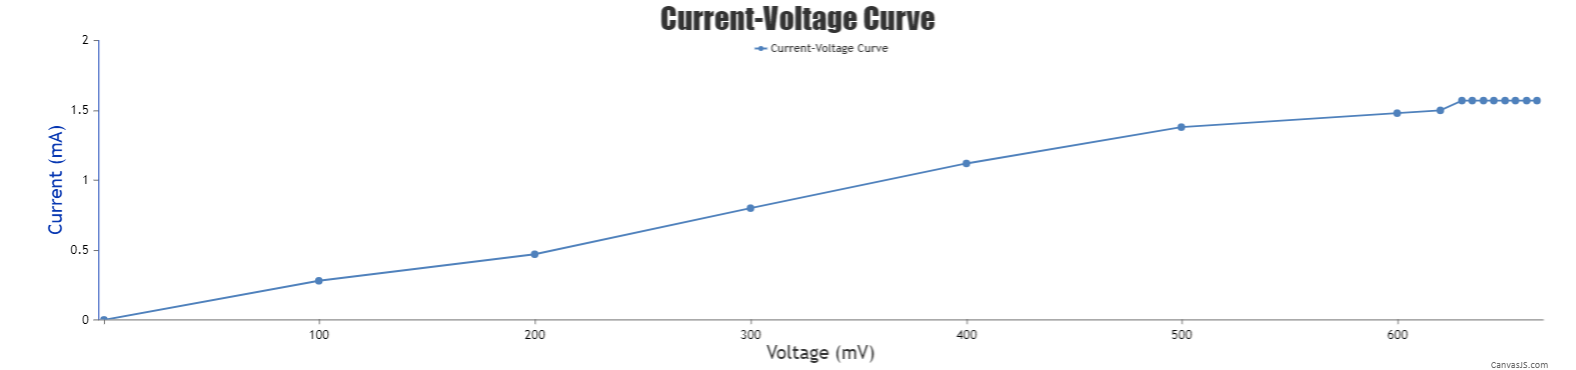 Current-Voltage Curve
Current-Voltage Curve
2
1.5
1
0.5
0
Current (mA)
100 200 300 400 500 600
Voltage (mV)
CanvasJS.com